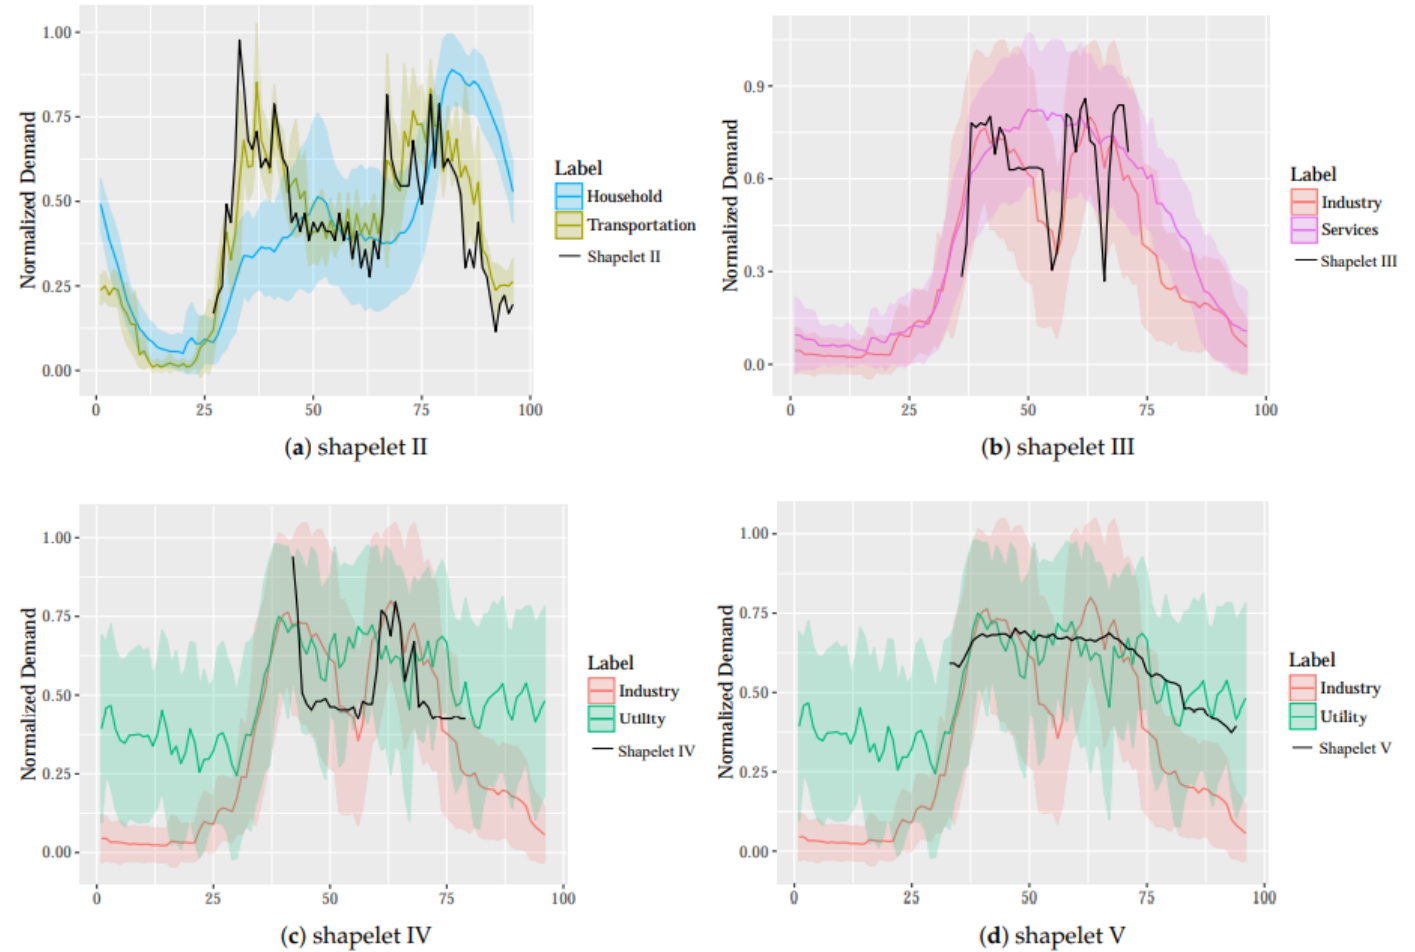 1.00
0.75
0.50
0.25
0.00
Normalized Demand
0 25 50 75 100
Label
Household
Transportation
Shapelet II
(a) shapelet II
0.9
0.6
0.3
0.0
Normalized Demand
0 25 50 75 100
Label
Industry
Services
Shapelet III
(b) shapelet III
1.00
0.75
0.50
0.25
0.00
Normalized Demand
0 25 50 75 100
Label
Industry
Utility
Shapelet IV
(c) shapelet IV
1.00
0.75
0.50
0.25
0.00
Normalized Demand
0 25 50 75 100
Label
Industry
Utility
Shapelet V
(d) shapelet V